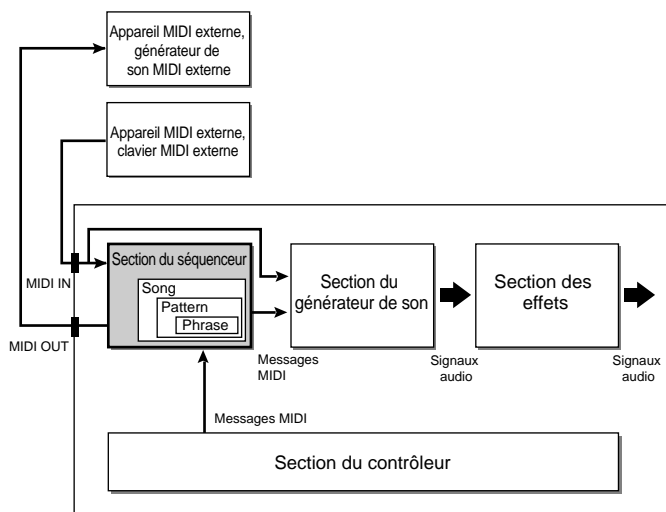 Appareil MIDI externe,
générateur de
son MIDI externe
Appareil MIDI externe,
clavier MIDI externe
MIDI IN
MIDI OUT
Section du séquenceur
Song
Pattern
Phrase
Section du
générateur de son
Section des
effets
Messages
MIDI
Signaux
audio
Signaux
audio
Messages MIDI
Section du contrôleur